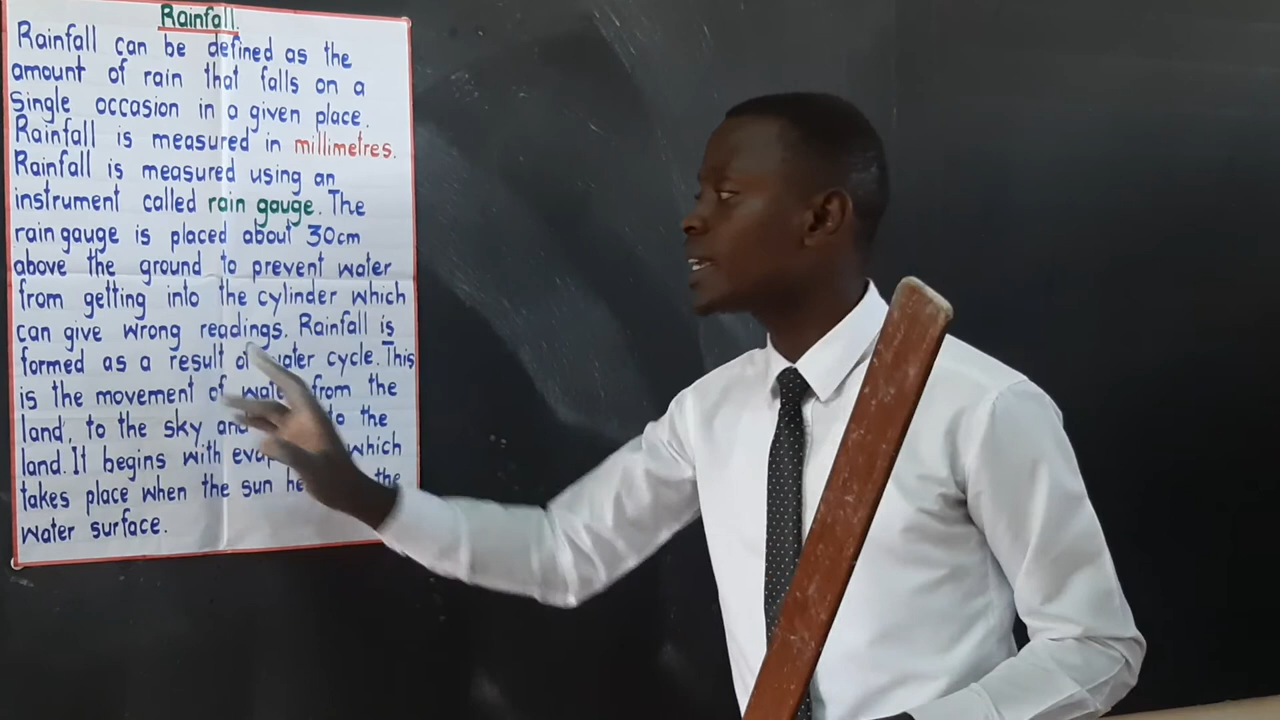 Rainfall.
Rainfall can be defined as the
amount of rain that falls on a
single occasion in a given place.
Rainfall is measured in millimetres.
Rainfall is measured using an
instrument called rain gauge. The
rain gauge is placed about 30cm
above the ground to prevent water
from getting into the cylinder which
can give wrong readings. Rainfall is
formed as a result of water cycle. This
is the movement of water from the
land, to the sky and to the
land. It begins with which
takes place when the sun the
water surface.